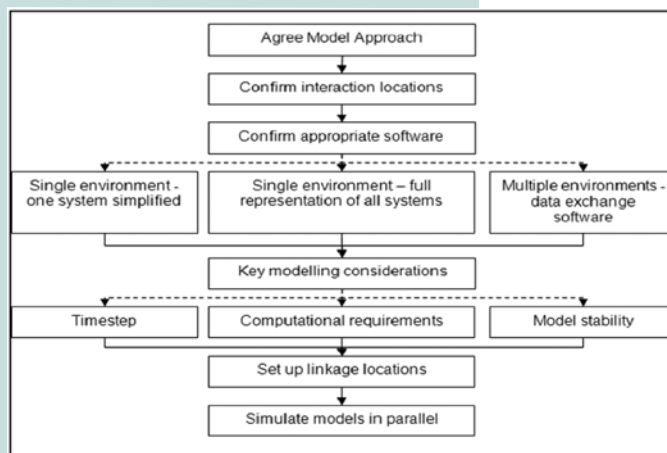 Agree Model Approach
Confirm interaction locations
Confirm appropriate software
Single environment -
one system simplified
Single environment – full
representation of all systems
Multiple environments -
data exchange
software
Key modelling considerations
Timestep
Computational requirements
Model stability
Set up linkage locations
Simulate models in parallel